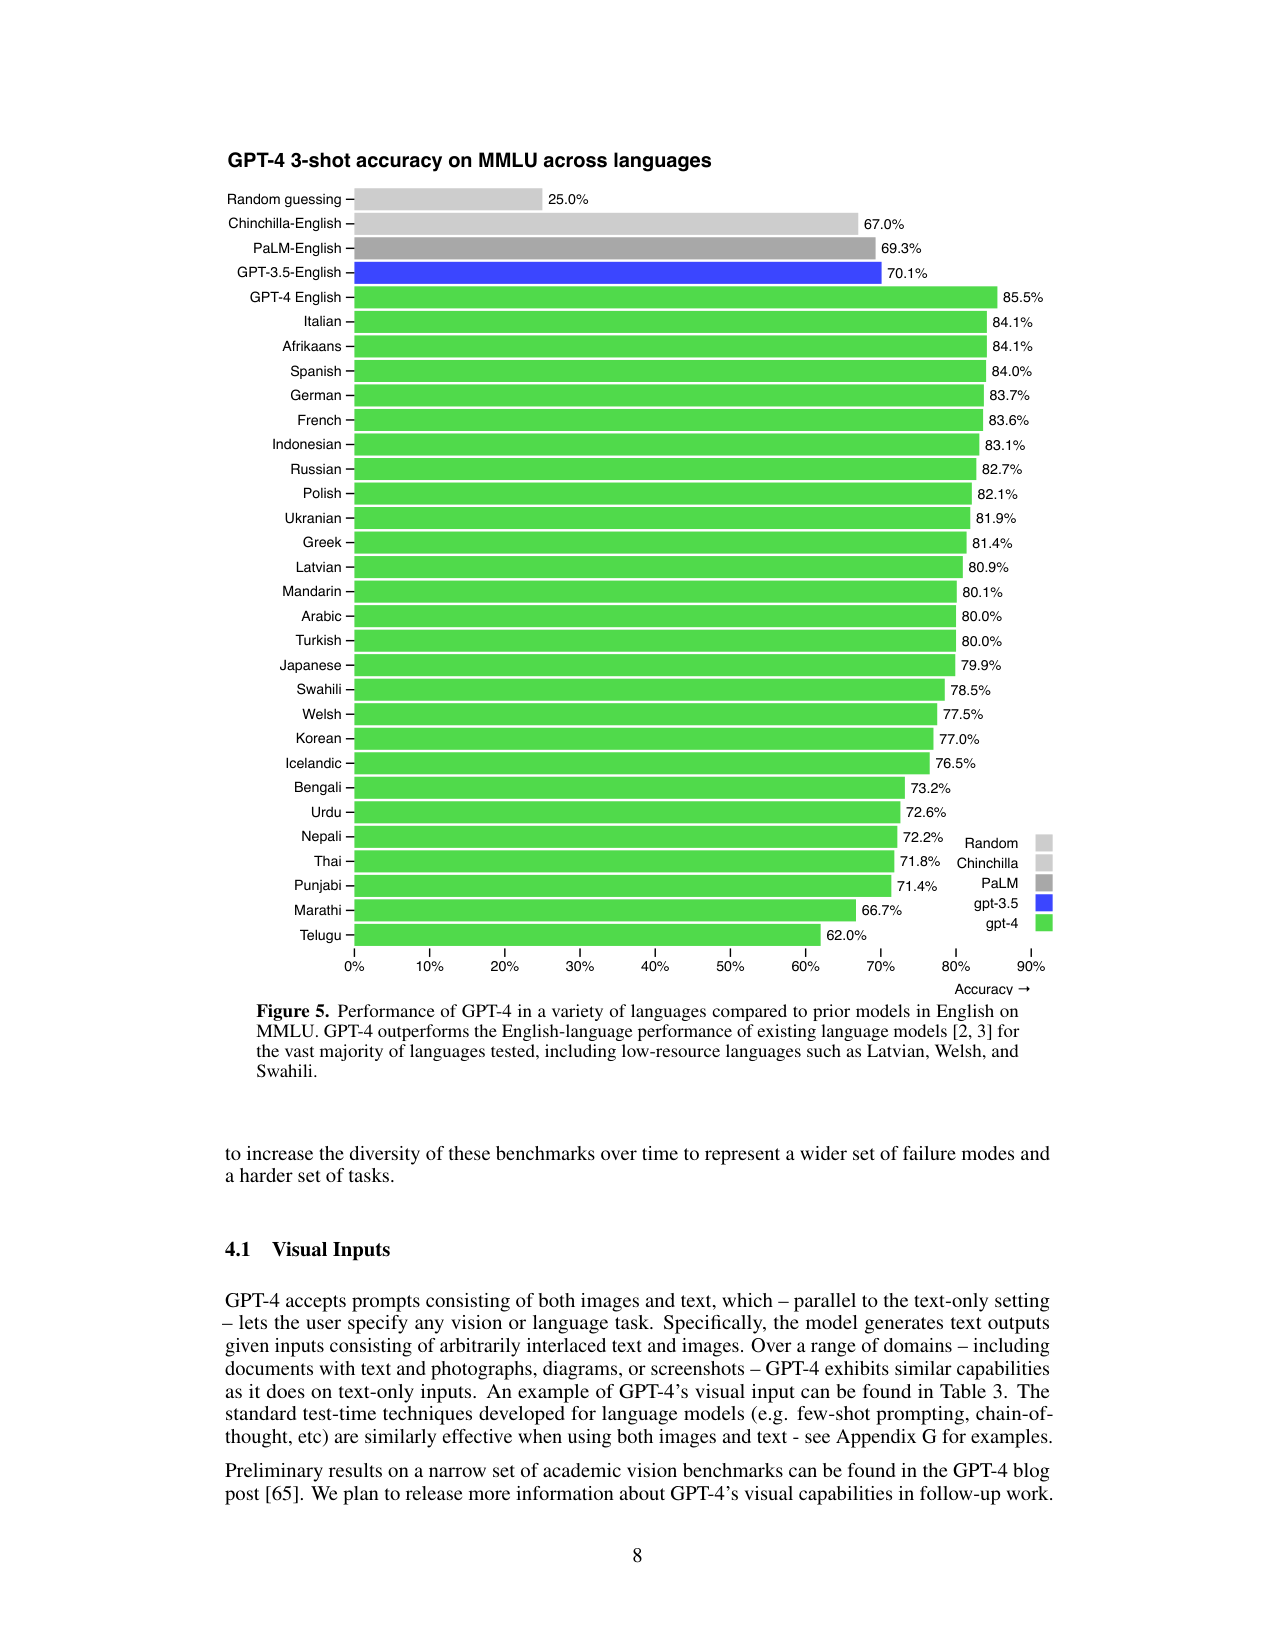 GPT-4 3-shot accuracy on MMLU across languages
Random guessing 25.0%
Chinchilla-English 67.0%
PaLM-English 69.3%
GPT-3.5-English 70.1%
GPT-4 English 85.5%
Italian 84.1%
Afrikaans 84.1%
Spanish 84.0%
German 83.7%
French 83.6%
Indonesian 83.1%
Russian 82.7%
Polish 82.1%
Ukranian 81.9%
Greek 81.4%
Latvian 80.9%
Mandarin 80.1%
Arabic 80.0%
Turkish 80.0%
Japanese 79.9%
Swahili 78.5%
Welsh 77.5%
Korean 77.0%
Icelandic 76.5%
Bengali 73.2%
Urdu 72.6%
Nepali 72.2%
Thai 71.8%
Punjabi 71.4%
Marathi 66.7%
Telugu 62.0%
Random
Chinchilla
PaLM
gpt-3.5
gpt-4
0% 10% 20% 30% 40% 50% 60% 70% 80% 90%
Accuracy →
Figure 5. Performance of GPT-4 in a variety of languages compared to prior models in English on
MMLU. GPT-4 outperforms the English-language performance of existing language models [2, 3] for
the vast majority of languages tested, including low-resource languages such as Latvian, Welsh, and
Swahili.
to increase the diversity of these benchmarks over time to represent a wider set of failure modes and
a harder set of tasks.
4.1 Visual Inputs
GPT-4 accepts prompts consisting of both images and text, which – parallel to the text-only setting
– lets the user specify any vision or language task. Specifically, the model generates text outputs
given inputs consisting of arbitrarily interlaced text and images. Over a range of domains – including
documents with text and photographs, diagrams, or screenshots – GPT-4 exhibits similar capabilities
as it does on text-only inputs. An example of GPT-4's visual input can be found in Table 3. The
standard test-time techniques developed for language models (e.g. few-shot prompting, chain-of-
thought, etc) are similarly effective when using both images and text - see Appendix G for examples.
Preliminary results on a narrow set of academic vision benchmarks can be found in the GPT-4 blog
post [65]. We plan to release more information about GPT-4's visual capabilities in follow-up work.
8